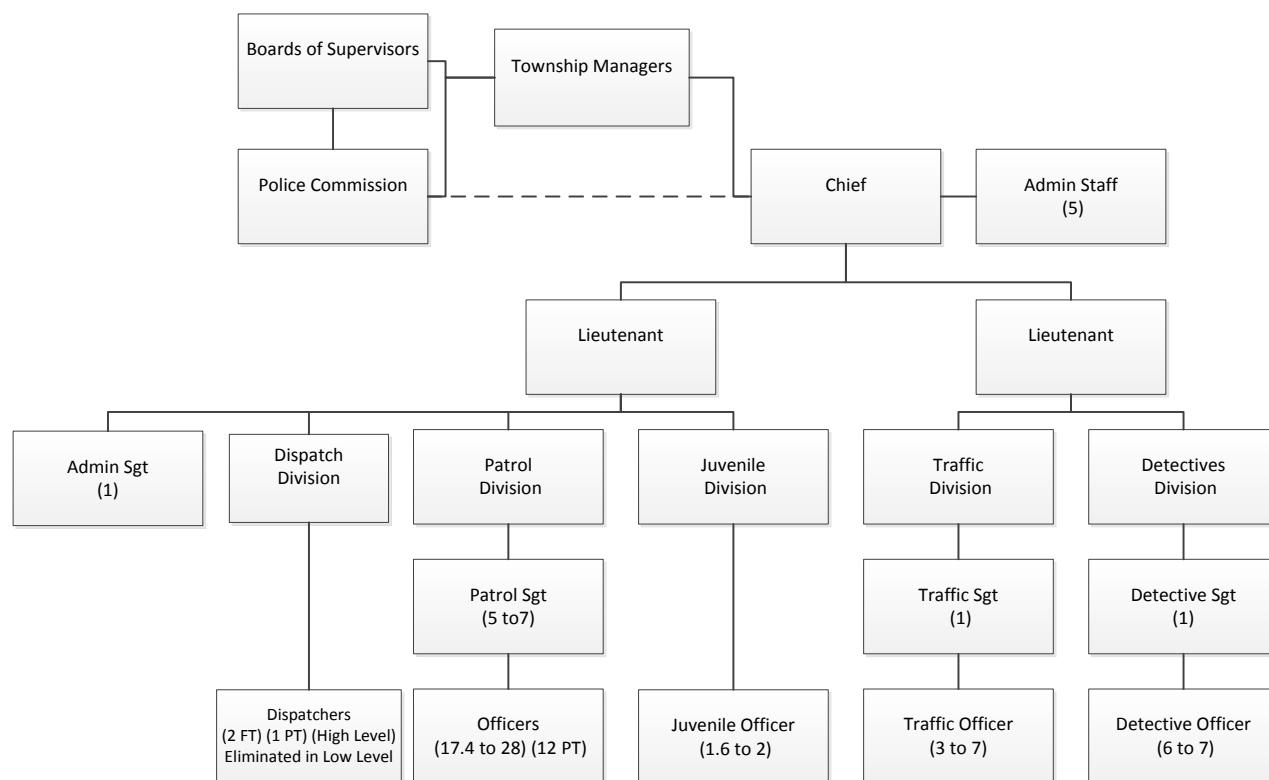 Boards of Supervisors
Township Managers
Police Commission
Chief
Admin Staff
(5)
Lieutenant
Lieutenant
Admin Sgt
(1)
Dispatch
Division
Patrol
Division
Juvenile
Division
Traffic
Division
Detectives
Division
Patrol Sgt
(5 to7)
Traffic Sgt
(1)
Detective Sgt
(1)
Dispatchers
(2 FT) (1 PT) (High Level)
Eliminated in Low Level
Officers
(17.4 to 28) (12 PT)
Juvenile Officer
(1.6 to 2)
Traffic Officer
(3 to 7)
Detective Officer
(6 to 7)